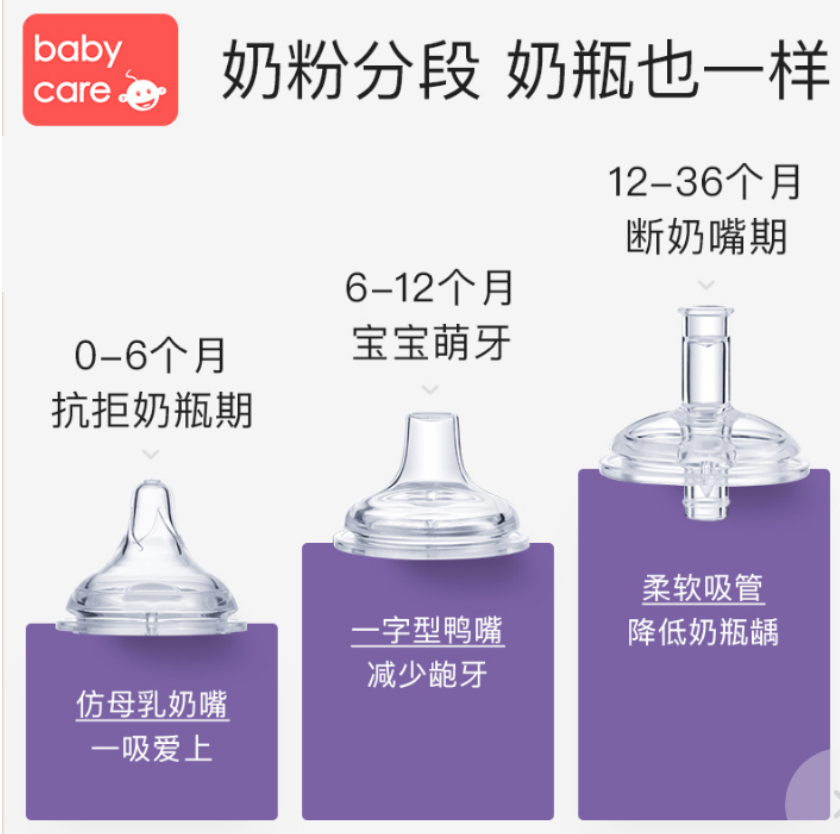 baby
care
奶粉分段 奶瓶也一样
0-6个月
抗拒奶瓶期
仿母乳奶嘴
一吸爱上
6-12个月
宝宝萌牙
一字型鸭嘴
减少龅牙
12-36个月
断奶嘴期
柔软吸管
降低奶瓶龋